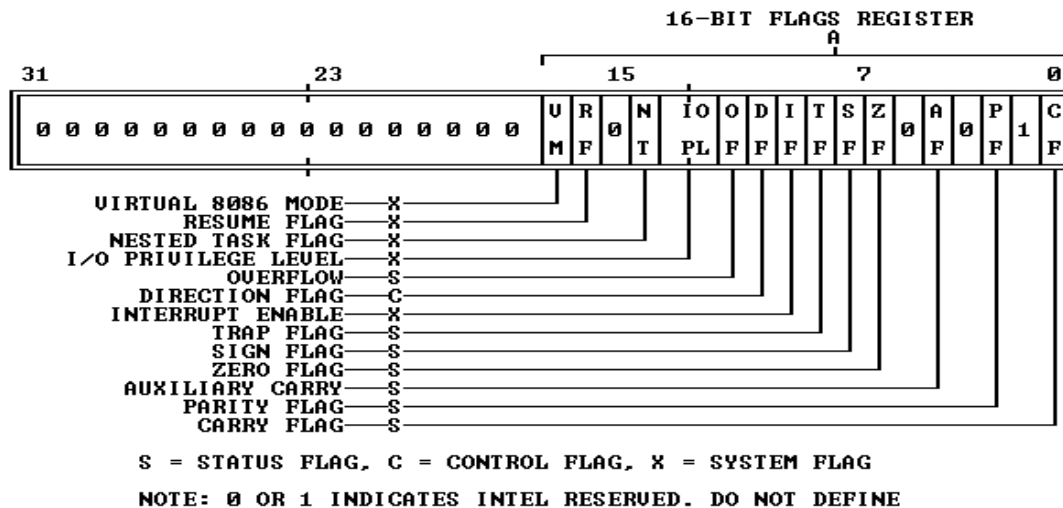 16-BIT FLAGS REGISTER
A
31 23 15 7 0
0 0 0 0 0 0 0 0 0 0 0 0 0 0 0 0 0 V R 0 N IO O D I T S Z 0 A 0 P 1 C
M F T PL F F F F F F F F F
VIRTUAL 8086 MODE X
RESUME FLAG X
NESTED TASK FLAG X
I/O PRIVILEGE LEVEL X
OVERFLOW S
DIRECTION FLAG C
INTERRUPT ENABLE X
TRAP FLAG S
SIGN FLAG S
ZERO FLAG S
AUXILIARY CARRY S
PARITY FLAG S
CARRY FLAG S
S = STATUS FLAG, C = CONTROL FLAG, X = SYSTEM FLAG
NOTE: 0 OR 1 INDICATES INTEL RESERVED. DO NOT DEFINE